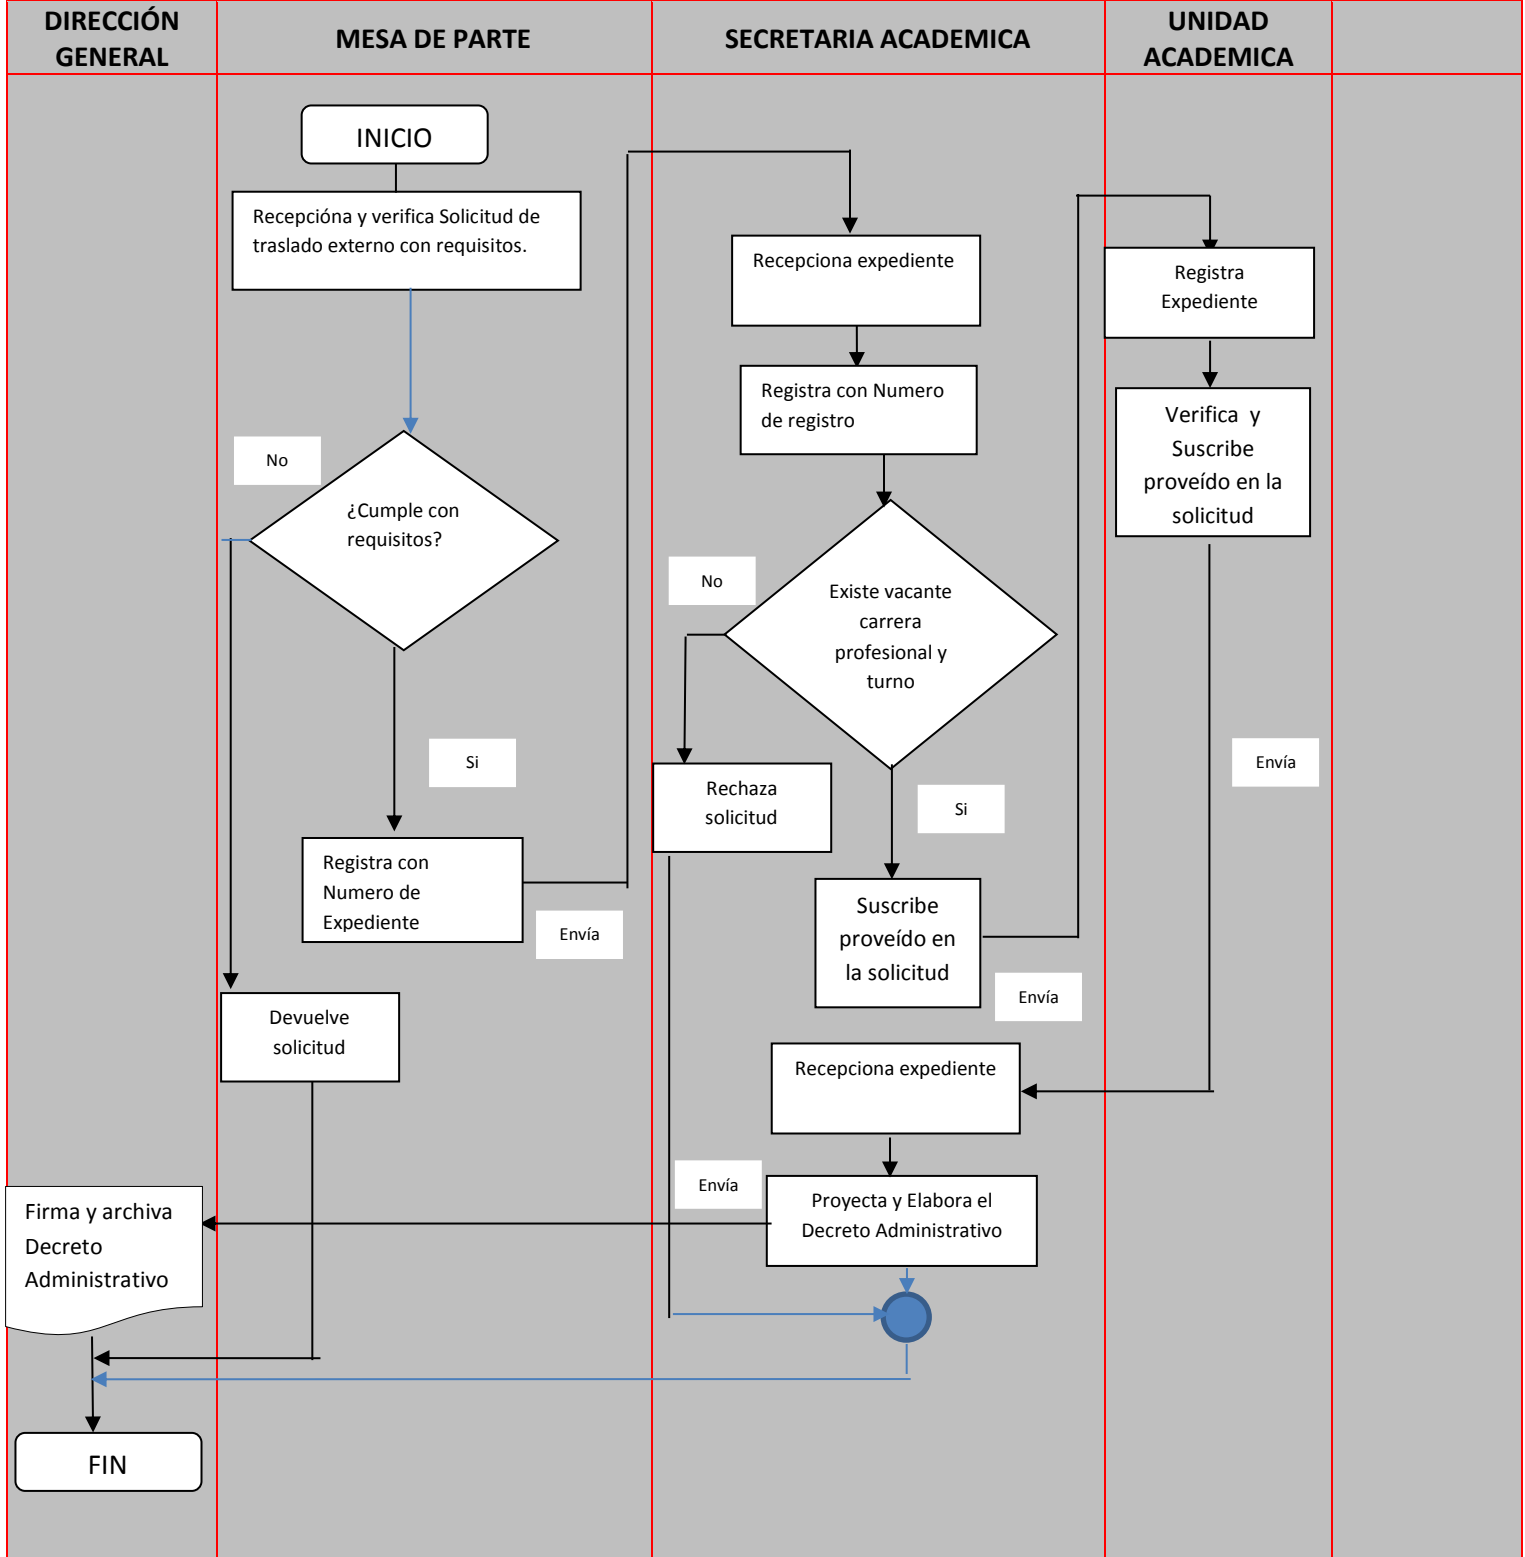 DIRECCIÓN
GENERAL
MESA DE PARTE
SECRETARIA ACADEMICA
UNIDAD
ACADEMICA
INICIO
Recepcióna y verifica Solicitud de
traslado externo con requisitos.
No
¿Cumple con
requisitos?
Si
Registra con
Numero de
Expediente
Envía
Devuelve
solicitud
Recepciona expediente
Registra con Numero
de registro
No
Existe vacante
carrera
profesional y
turno
Rechaza
solicitud
Si
Suscribe
proveído en
la solicitud
Envía
Registra
Expediente
Verifica y
Suscribe
proveído en la
solicitud
Envía
Recepciona expediente
Envía
Proyecta y Elabora el
Decreto Administrativo
Firma y archiva
Decreto
Administrativo
FIN